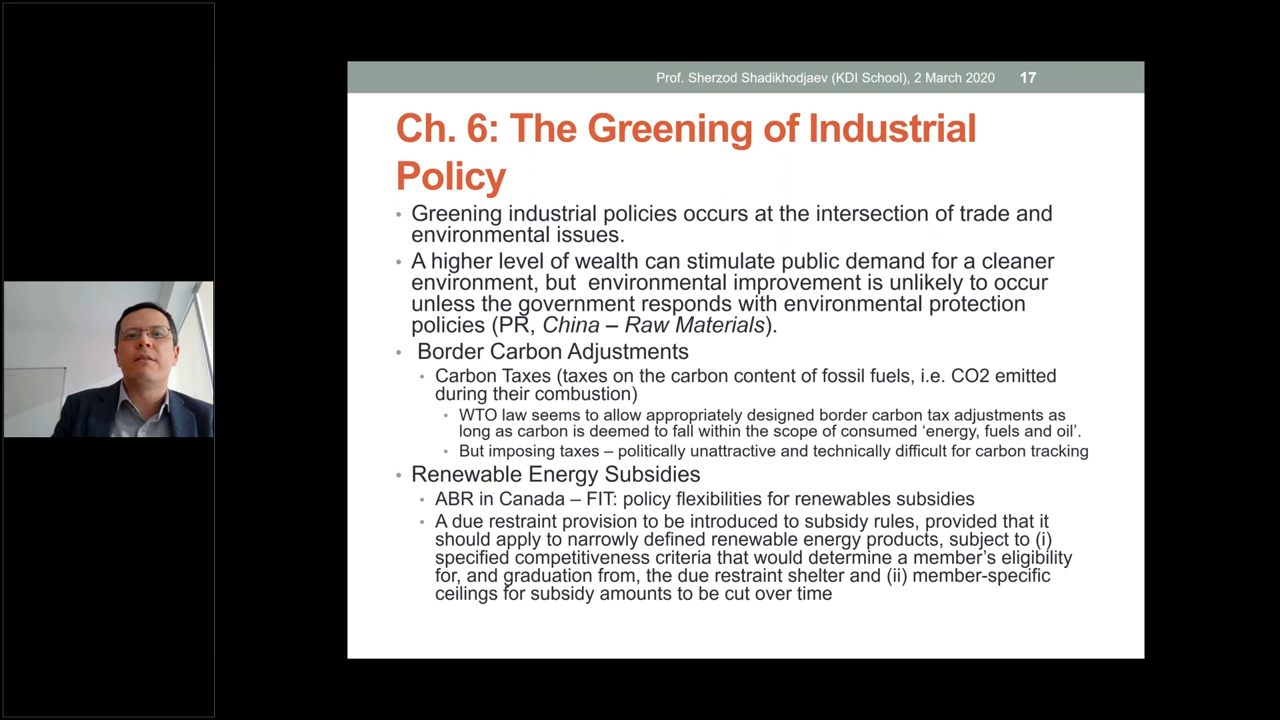 Prof. Sherzod Shadikhodjaev (KDI School), 2 March 2020 17
Ch. 6: The Greening of Industrial
Policy
• Greening industrial policies occurs at the intersection of trade and
environmental issues.
• A higher level of wealth can stimulate public demand for a cleaner
environment, but environmental improvement is unlikely to occur
unless the government responds with environmental protection
policies (PR, China – Raw Materials).
• Border Carbon Adjustments
• Carbon Taxes (taxes on the carbon content of fossil fuels, i.e. CO2 emitted
during their combustion)
• WTO law seems to allow appropriately designed border carbon tax adjustments as
long as carbon is deemed to fall within the scope of consumed ‘energy, fuels and oil’.
• But imposing taxes – politically unattractive and technically difficult for carbon tracking
• Renewable Energy Subsidies
• ABR in Canada – FIT: policy flexibilities for renewables subsidies
• A due restraint provision to be introduced to subsidy rules, provided that it
should apply to narrowly defined renewable energy products, subject to (i)
specified competitiveness criteria that would determine a member’s eligibility
for, and graduation from, the due restraint shelter and (ii) member-specific
ceilings for subsidy amounts to be cut over time